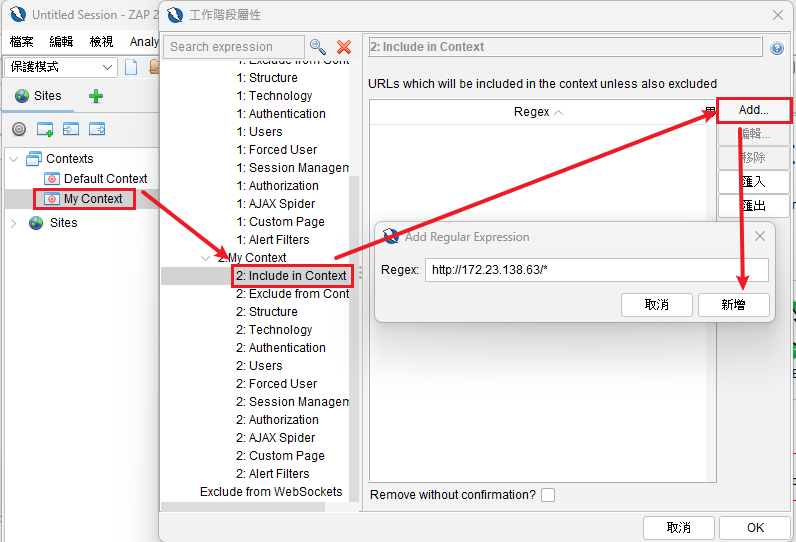 Untitled Session - ZAP 2
檔案 編輯 檢視 Analy
保護模式
Sites
Contexts
Default Context
My Context
Sites
工作階段屬性
Search expression
1: Exclude from Cont
1: Structure
1: Technology
1: Authentication
1: Users
1: Forced User
1: Session Managem
1: Authorization
1: AJAX Spider
1: Custom Page
1: Alert Filters
2:My Context
2: Include in Context
2: Exclude from Cont
2: Structure
2: Technology
2: Authentication
2: Users
2: Forced User
2: Session Managem
2: Authorization
2: AJAX Spider
2: Custom Page
2: Alert Filters
Exclude from WebSockets
2: Include in Context
URLs which will be included in the context unless also excluded
Regex
Add...
編輯...
移除
匯入
匯出
Add Regular Expression
Regex: http://172.23.138.63/*
取消 新增
Remove without confirmation?
取消 OK